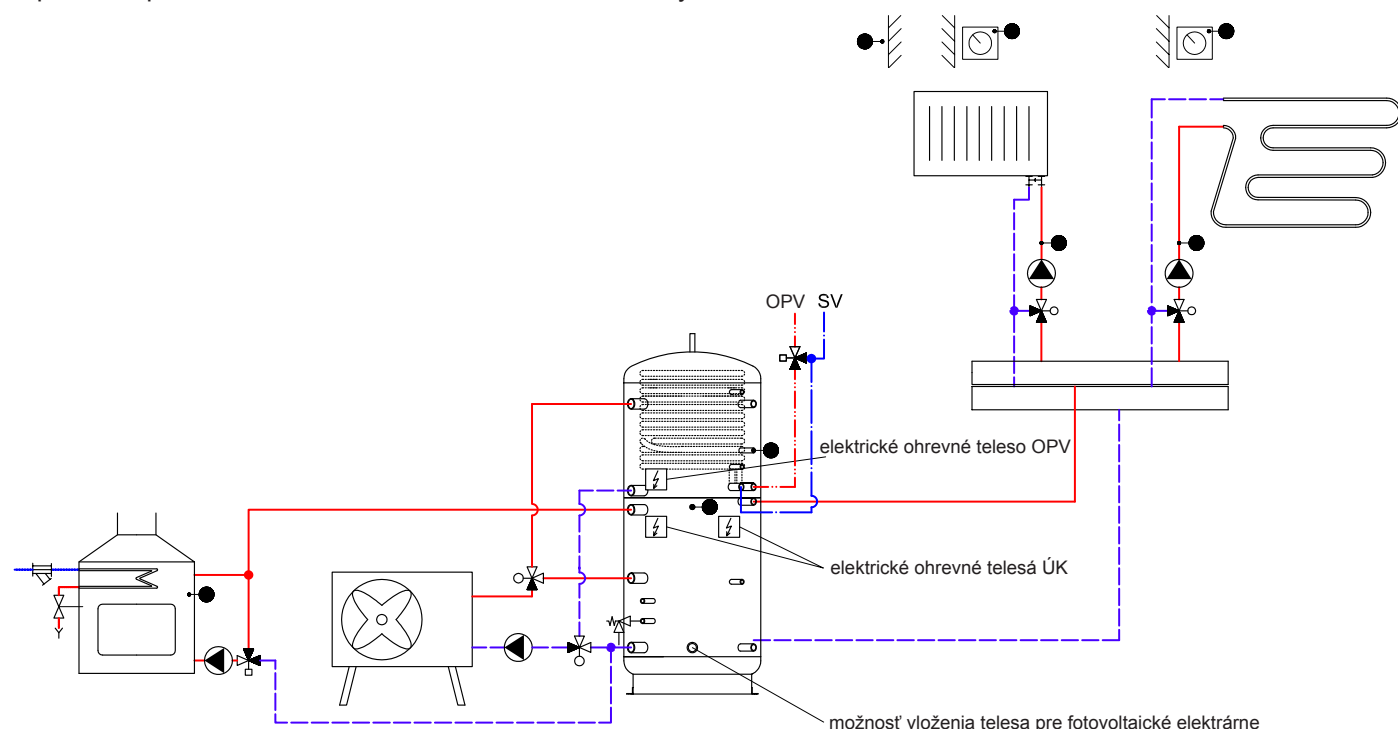 OPV SV
elektrické ohrevné teleso OPV
elektrické ohrevné telesá ÚK
možnosť vloženia telesa pre fotovoltaické elektrárne